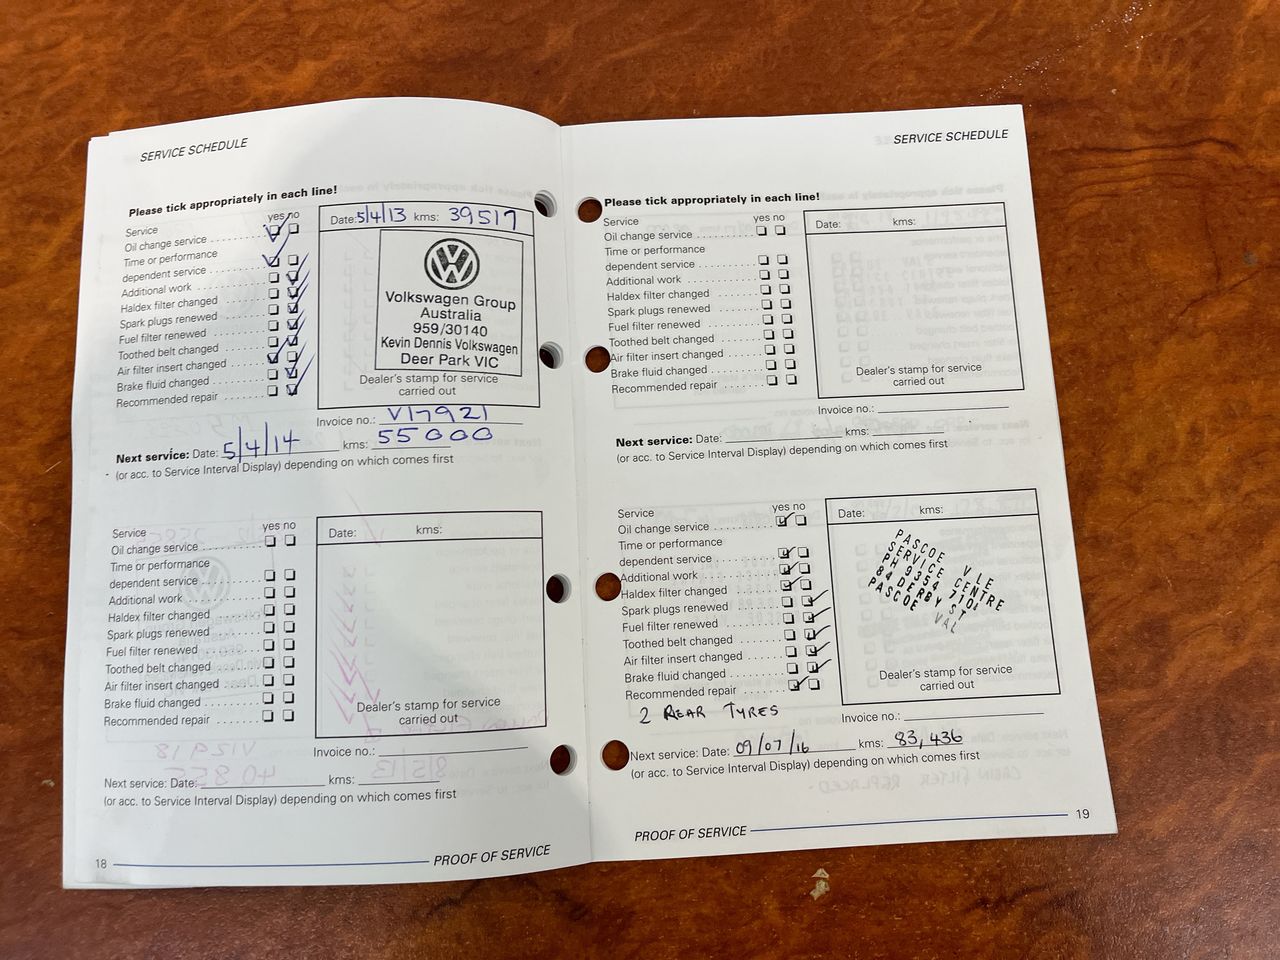 SERVICE SCHEDULE
Please tick appropriately in each line!
Service yes no
Oil change service
Time or performance
dependent service
Additional work
Haldex filter changed
Spark plugs renewed
Fuel filter renewed
Toothed belt changed
Air filter insert changed
Brake fluid changed
Recommended repair
Date: 5/4/13 kms: 39517
Volkswagen Group
Australia
959/30140
Kevin Dennis Volkswagen
Deer Park VIC
Dealer's stamp for service
carried out
Invoice no.: V17921
Next service: Date: 5/4/14 kms: 55000
(or acc. to Service Interval Display) depending on which comes first
Service yes no
Oil change service
Time or performance
dependent service
Additional work
Haldex filter changed
Spark plugs renewed
Fuel filter renewed
Toothed belt changed
Air filter insert changed
Brake fluid changed
Recommended repair
Date: kms:
Dealer's stamp for service
carried out
Invoice no.:
Next service: Date: kms:
(or acc. to Service Interval Display) depending on which comes first
18 PROOF OF SERVICE
SERVICE SCHEDULE
Please tick appropriately in each line!
Service yes no
Oil change service
Time or performance
dependent service
Additional work
Haldex filter changed
Spark plugs renewed
Fuel filter renewed
Toothed belt changed
Air filter insert changed
Brake fluid changed
Recommended repair
Date: kms:
Dealer's stamp for service
carried out
Invoice no.:
Next service: Date: kms:
(or acc. to Service Interval Display) depending on which comes first
Service yes no
Oil change service
Time or performance
dependent service
Additional work
Haldex filter changed
Spark plugs renewed
Fuel filter renewed
Toothed belt changed
Air filter insert changed
Brake fluid changed
Recommended repair
2 REAR TYRES
Date: kms:
PASCOE VLE
SERVICE CENTRE
PH 9354 7101
84 DERBY ST
PASCOE VAL
Dealer's stamp for service
carried out
Invoice no.:
Next service: Date: 09/07/16 kms: 83,436
(or acc. to Service Interval Display) depending on which comes first
PROOF OF SERVICE 19